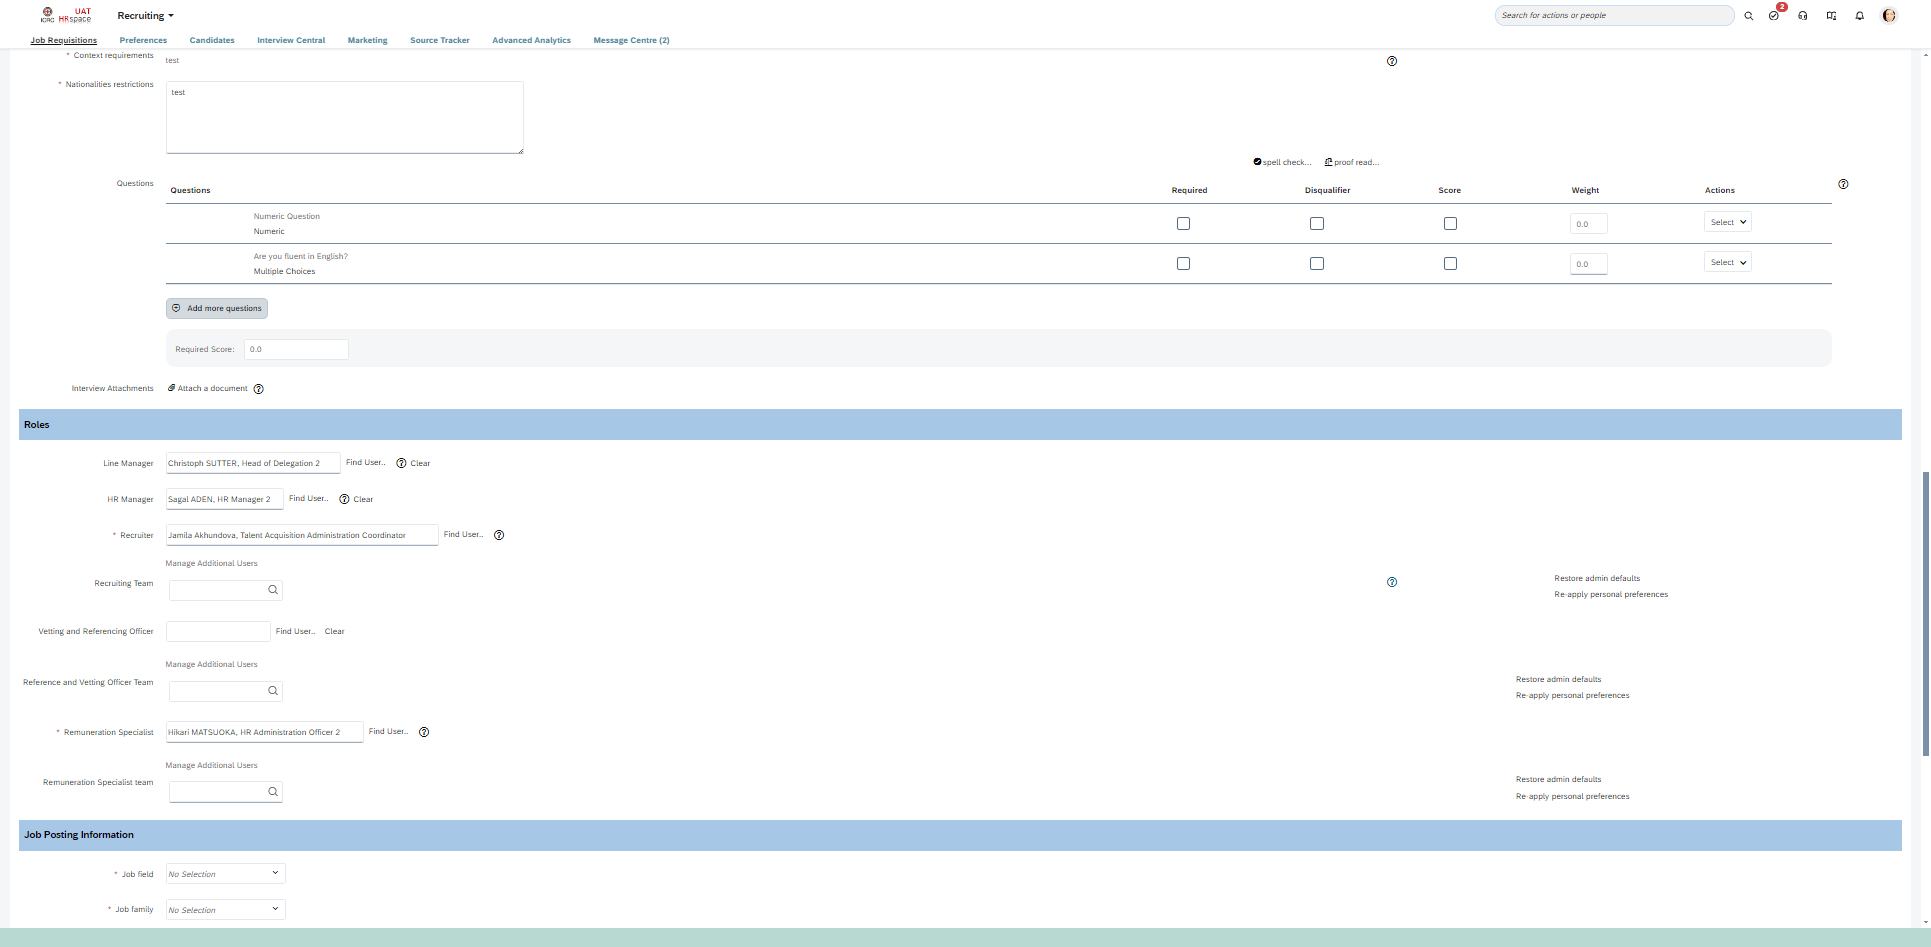 ICRC
UAT
HRspace
Recruiting
Search for actions or people
2
Job Requisitions
Preferences
Candidates
Interview Central
Marketing
Source Tracker
Advanced Analytics
Message Centre (2)
* Context requirements
test
* Nationalities restrictions
test
spell check...
proof read...
Questions
Questions
Required
Disqualifier
Score
Weight
Actions
Numeric Question
Numeric
0.0
Select
Are you fluent in English?
Multiple Choices
0.0
Select
Add more questions
Required Score:
0.0
Interview Attachments
Attach a document
Roles
Line Manager
Christoph SUTTER, Head of Delegation 2
Find User..
Clear
HR Manager
Sagal ADEN, HR Manager 2
Find User..
Clear
* Recruiter
Jamila Akhundova, Talent Acquisition Administration Coordinator
Find User..
Manage Additional Users
Recruiting Team
Restore admin defaults
Re-apply personal preferences
Vetting and Referencing Officer
Find User..
Clear
Manage Additional Users
Reference and Vetting Officer Team
Restore admin defaults
Re-apply personal preferences
* Remuneration Specialist
Hikari MATSUOKA, HR Administration Officer 2
Find User..
Manage Additional Users
Remuneration Specialist team
Restore admin defaults
Re-apply personal preferences
Job Posting Information
* Job field
No Selection
* Job family
No Selection